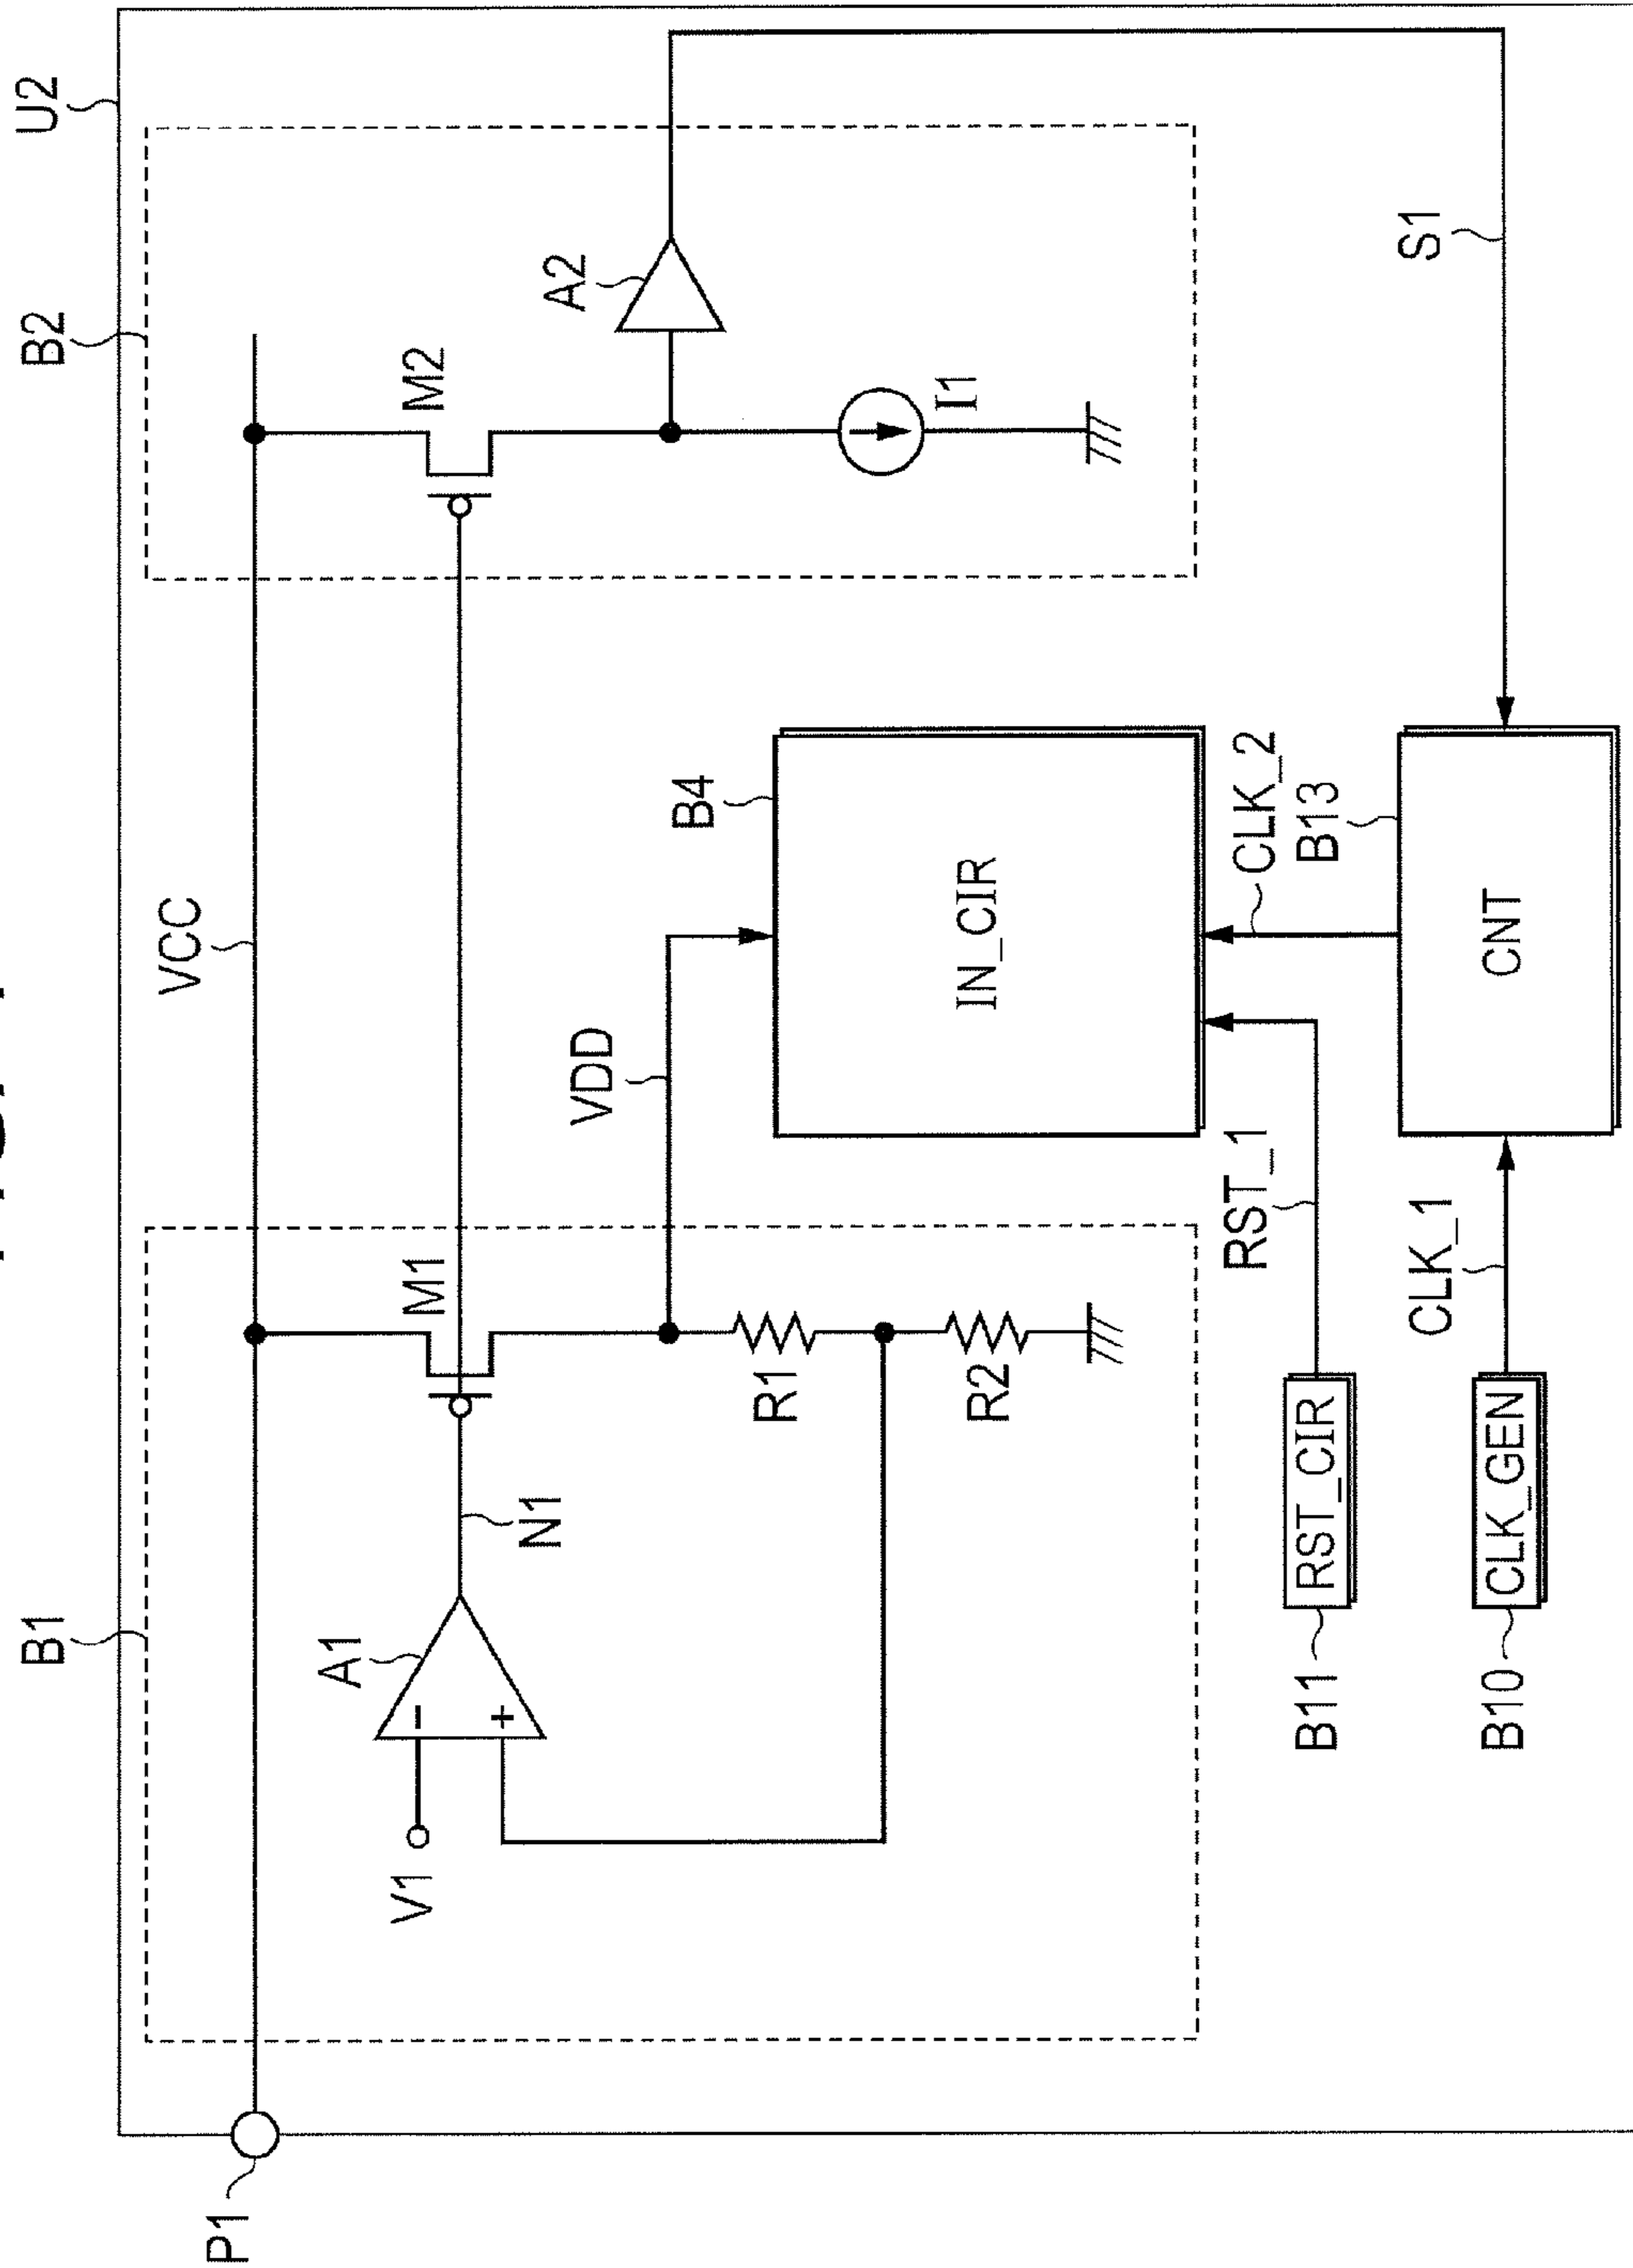 U2
B1
B2
VCC
M1
M2
A1
A2
N1
V1
P1
VDD
B4
R1
R2
I1
IN_CIR
RST_1
CLK_2
B13
S1
CLK_1
CNT
B11
RST_CIR
B10
CLK_GEN